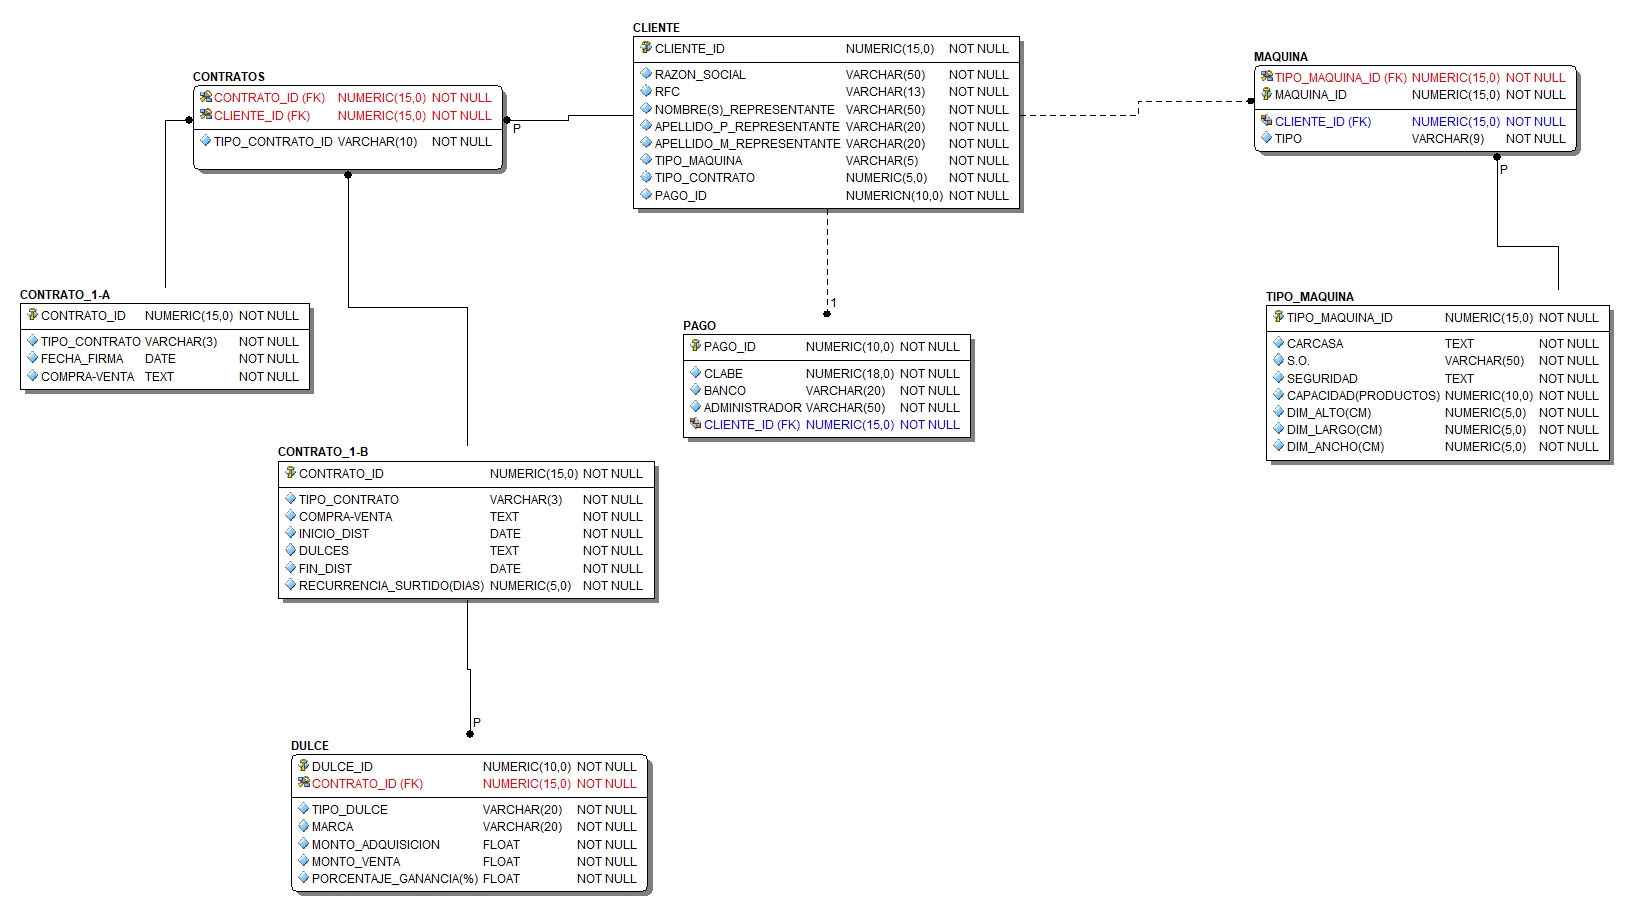 CLIENTE
CLIENTE_ID NUMERIC(15,0) NOT NULL
RAZON_SOCIAL VARCHAR(50) NOT NULL
RFC VARCHAR(13) NOT NULL
NOMBRE(S)_REPRESENTANTE VARCHAR(50) NOT NULL
APELLIDO_P_REPRESENTANTE VARCHAR(20) NOT NULL
APELLIDO_M_REPRESENTANTE VARCHAR(20) NOT NULL
TIPO_MAQUINA VARCHAR(5) NOT NULL
TIPO_CONTRATO NUMERIC(5,0) NOT NULL
PAGO_ID NUMERICN(10,0) NOT NULL
MAQUINA
TIPO_MAQUINA_ID (FK) NUMERIC(15,0) NOT NULL
MAQUINA_ID NUMERIC(15,0) NOT NULL
CLIENTE_ID (FK) NUMERIC(15,0) NOT NULL
TIPO VARCHAR(9) NOT NULL
P
CONTRATOS
CONTRATO_ID (FK) NUMERIC(15,0) NOT NULL
CLIENTE_ID (FK) NUMERIC(15,0) NOT NULL
TIPO_CONTRATO_ID VARCHAR(10) NOT NULL
P
CONTRATO_1-A
CONTRATO_ID NUMERIC(15,0) NOT NULL
TIPO_CONTRATO VARCHAR(3) NOT NULL
FECHA_FIRMA DATE NOT NULL
COMPRA-VENTA TEXT NOT NULL
1
PAGO
PAGO_ID NUMERIC(10,0) NOT NULL
CLABE NUMERIC(18,0) NOT NULL
BANCO VARCHAR(20) NOT NULL
ADMINISTRADOR VARCHAR(50) NOT NULL
CLIENTE_ID (FK) NUMERIC(15,0) NOT NULL
TIPO_MAQUINA
TIPO_MAQUINA_ID NUMERIC(15,0) NOT NULL
CARCASA TEXT NOT NULL
S.O. VARCHAR(50) NOT NULL
SEGURIDAD TEXT NOT NULL
CAPACIDAD(PRODUCTOS) NUMERIC(10,0) NOT NULL
DIM_ALTO(CM) NUMERIC(5,0) NOT NULL
DIM_LARGO(CM) NUMERIC(5,0) NOT NULL
DIM_ANCHO(CM) NUMERIC(5,0) NOT NULL
CONTRATO_1-B
CONTRATO_ID NUMERIC(15,0) NOT NULL
TIPO_CONTRATO VARCHAR(3) NOT NULL
COMPRA-VENTA TEXT NOT NULL
INICIO_DIST DATE NOT NULL
DULCES TEXT NOT NULL
FIN_DIST DATE NOT NULL
RECURRENCIA_SURTIDO(DIAS) NUMERIC(5,0) NOT NULL
P
DULCE
DULCE_ID NUMERIC(10,0) NOT NULL
CONTRATO_ID (FK) NUMERIC(15,0) NOT NULL
TIPO_DULCE VARCHAR(20) NOT NULL
MARCA VARCHAR(20) NOT NULL
MONTO_ADQUISICION FLOAT NOT NULL
MONTO_VENTA FLOAT NOT NULL
PORCENTAJE_GANANCIA(%) FLOAT NOT NULL